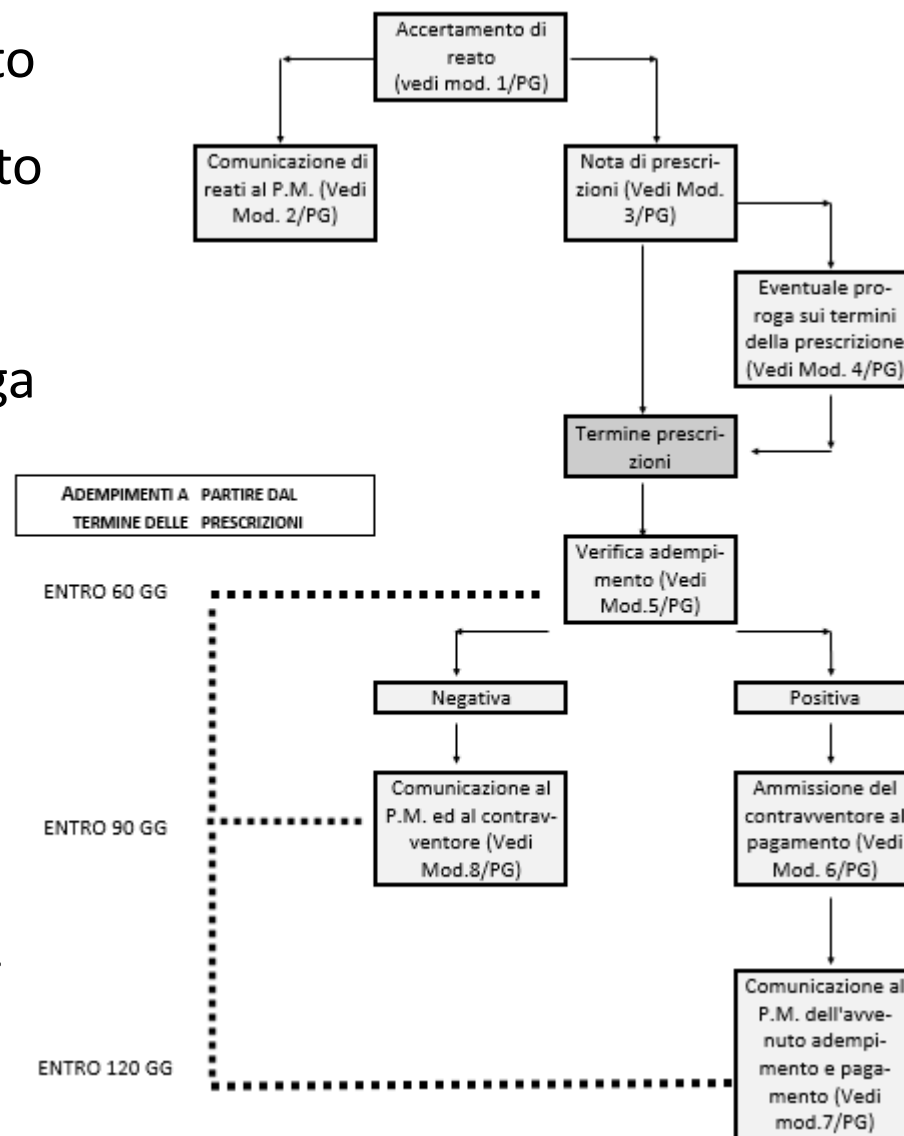 to
to
ga
Accertamento di
reato
(vedi mod. 1/PG)
Comunicazione di
reati al P.M. (Vedi
Mod. 2/PG)
Nota di prescri-
zioni (Vedi Mod.
3/PG)
Eventuale pro-
roga sui termini
della prescrizione
(Vedi Mod. 4/PG)
Termine prescri-
zioni
ADEMPIMENTI A PARTIRE DAL
TERMINE DELLE PRESCRIZIONI
Verifica adempi-
mento (Vedi
Mod.5/PG)
ENTRO 60 GG
Negativa
Positiva
Comunicazione al
P.M. ed al contrav-
ventore (Vedi
Mod.8/PG)
Ammissione del
contravventore al
pagamento (Vedi
Mod. 6/PG)
ENTRO 90 GG
Comunicazione al
P.M. dell'avve-
nuto adempi-
mento e paga-
mento (Vedi
mod.7/PG)
ENTRO 120 GG